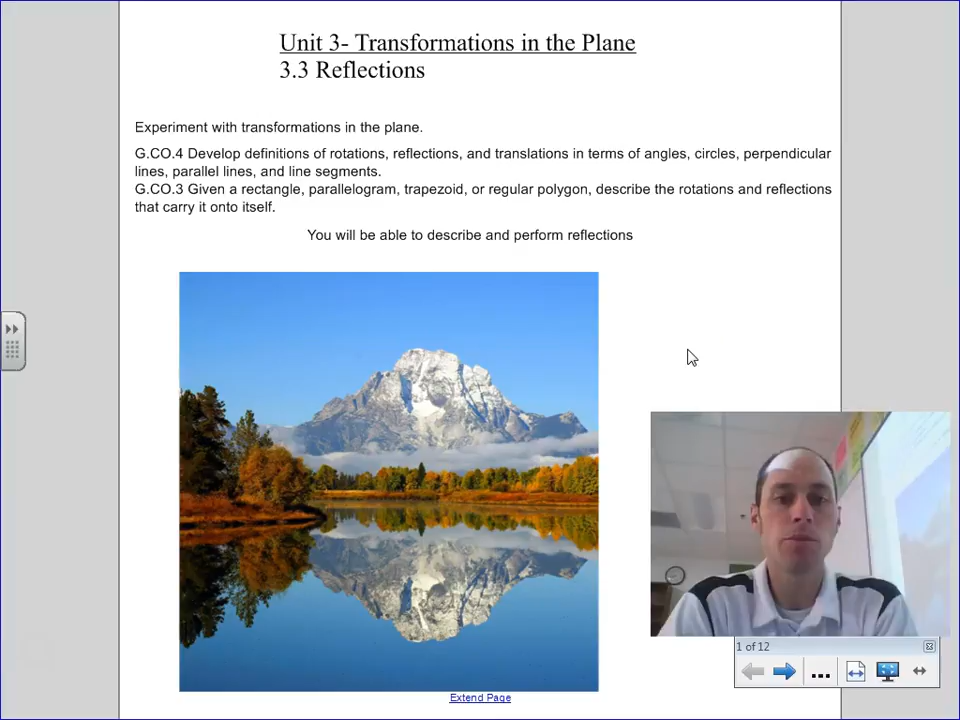 Unit 3- Transformations in the Plane
3.3 Reflections
Experiment with transformations in the plane.
G.CO.4 Develop definitions of rotations, reflections, and translations in terms of angles, circles, perpendicular
lines, parallel lines, and line segments.
G.CO.3 Given a rectangle, parallelogram, trapezoid, or regular polygon, describe the rotations and reflections
that carry it onto itself.
You will be able to describe and perform reflections
1 of 12
Extend Page